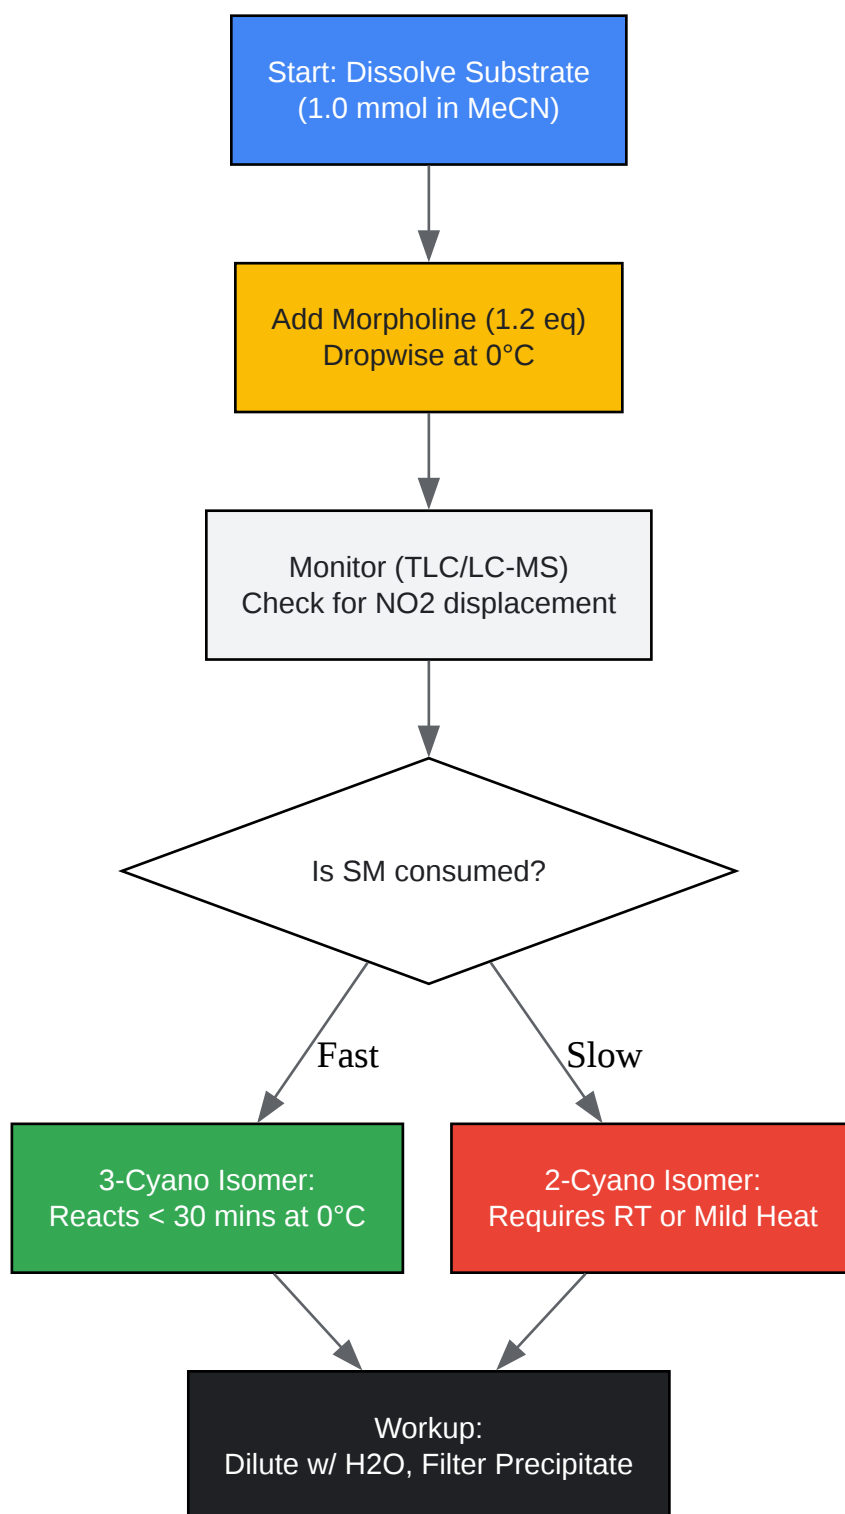 Start: Dissolve Substrate
(1.0 mmol in MeCN)
Add Morpholine (1.2 eq)
Dropwise at 0°C
Monitor (TLC/LC-MS)
Check for NO2 displacement
Is SM consumed?
Fast
Slow
3-Cyano Isomer:
Reacts < 30 mins at 0°C
2-Cyano Isomer:
Requires RT or Mild Heat
Workup:
Dilute w/ H2O, Filter Precipitate